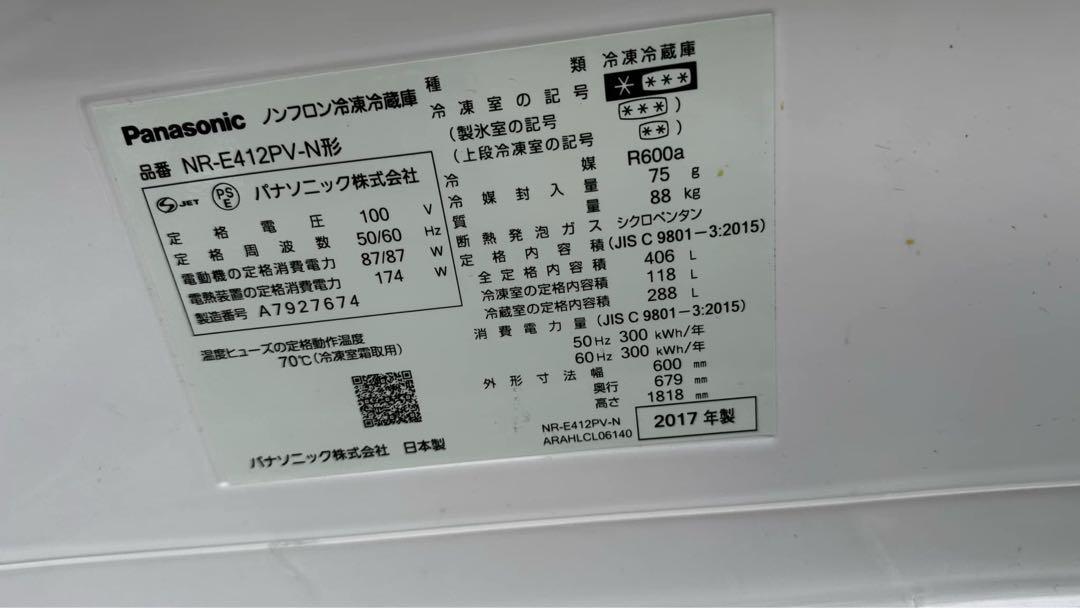 Panasonic ノンフロン冷凍冷蔵庫
品番 NR-E412PV-N形
JET PSE パナソニック株式会社
定格電圧 100 V
定格周波数 50/60 Hz
電動機の定格消費電力 87/87 W
電熱装置の定格消費電力 174 W
製造番号 A7927674
温度ヒューズの定格動作温度
70℃(冷凍室霜取用)
パナソニック株式会社 日本製
種類 冷凍冷蔵庫
冷凍室の記号 ****
(製氷室の記号 ***)
(上段冷凍室の記号 **)
冷媒 R600a
冷媒封入量 75 g
質量 88 kg
断熱発泡ガス シクロペンタン
定格内容積 (JIS C 9801-3:2015)
全定格内容積 406 L
冷凍室の定格内容積 118 L
冷蔵室の定格内容積 288 L
消費電力量 (JIS C 9801-3:2015)
50Hz 300 kWh/年
60Hz 300 kWh/年
外形寸法 幅 600 mm
奥行 679 mm
高さ 1818 mm
NR-E412PV-N
ARAHLCL06140
2017年製